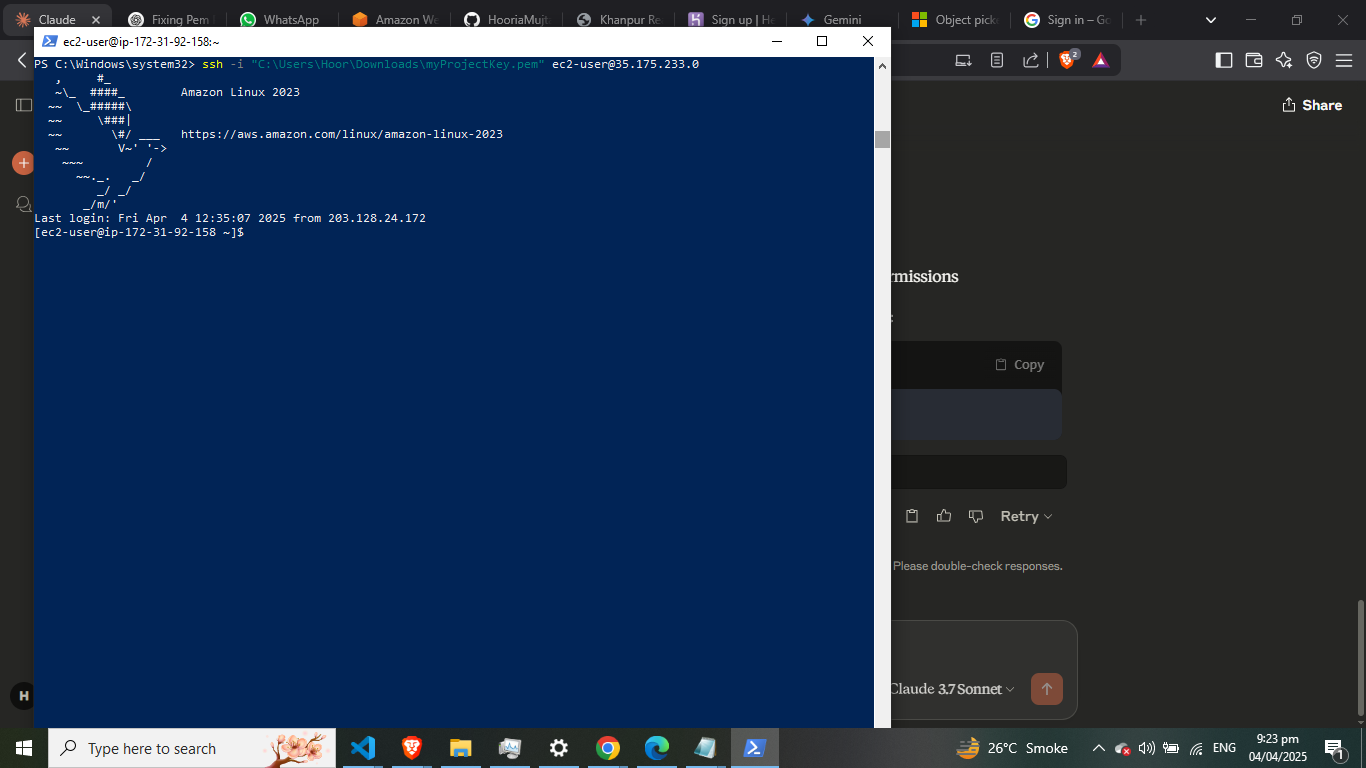 Claude
Fixing Pem
WhatsApp
Amazon We
HooriaMujt
Khanpur Re
Sign up | He
Gemini
Object pick
Sign in – Go
ec2-user@ip-172-31-92-158:~
2
PS C:\Windows\system32> ssh -i "C:\Users\Hoor\Downloads\myProjectKey.pem" ec2-user@35.175.233.0
   ,     #_
   ~\_  ####_        Amazon Linux 2023
  ~~  \_#####\
  ~~     \###|
  ~~       \#/ ___   https://aws.amazon.com/linux/amazon-linux-2023
   ~~       V~' '->
    ~~~         /
      ~~._.   _/
         _/ _/
       _/m/'
Last login: Fri Apr  4 12:35:07 2025 from 203.128.24.172
[ec2-user@ip-172-31-92-158 ~]$
Share
rmissions
Copy
Retry
Please double-check responses.
H
Claude 3.7 Sonnet
Type here to search
26°C Smoke
ENG
9:23 pm
04/04/2025
1